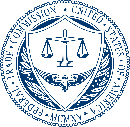 FEDERAL TRADE COMMISSION
UNITED STATES OF AMERICA